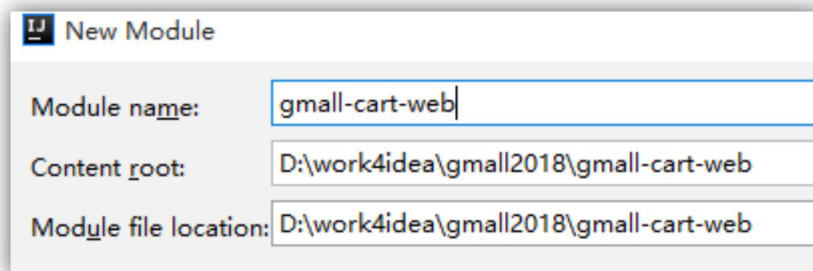 IJ New Module
Module name: gmall-cart-web
Content root: D:\work4idea\gmall2018\gmall-cart-web
Module file location: D:\work4idea\gmall2018\gmall-cart-web